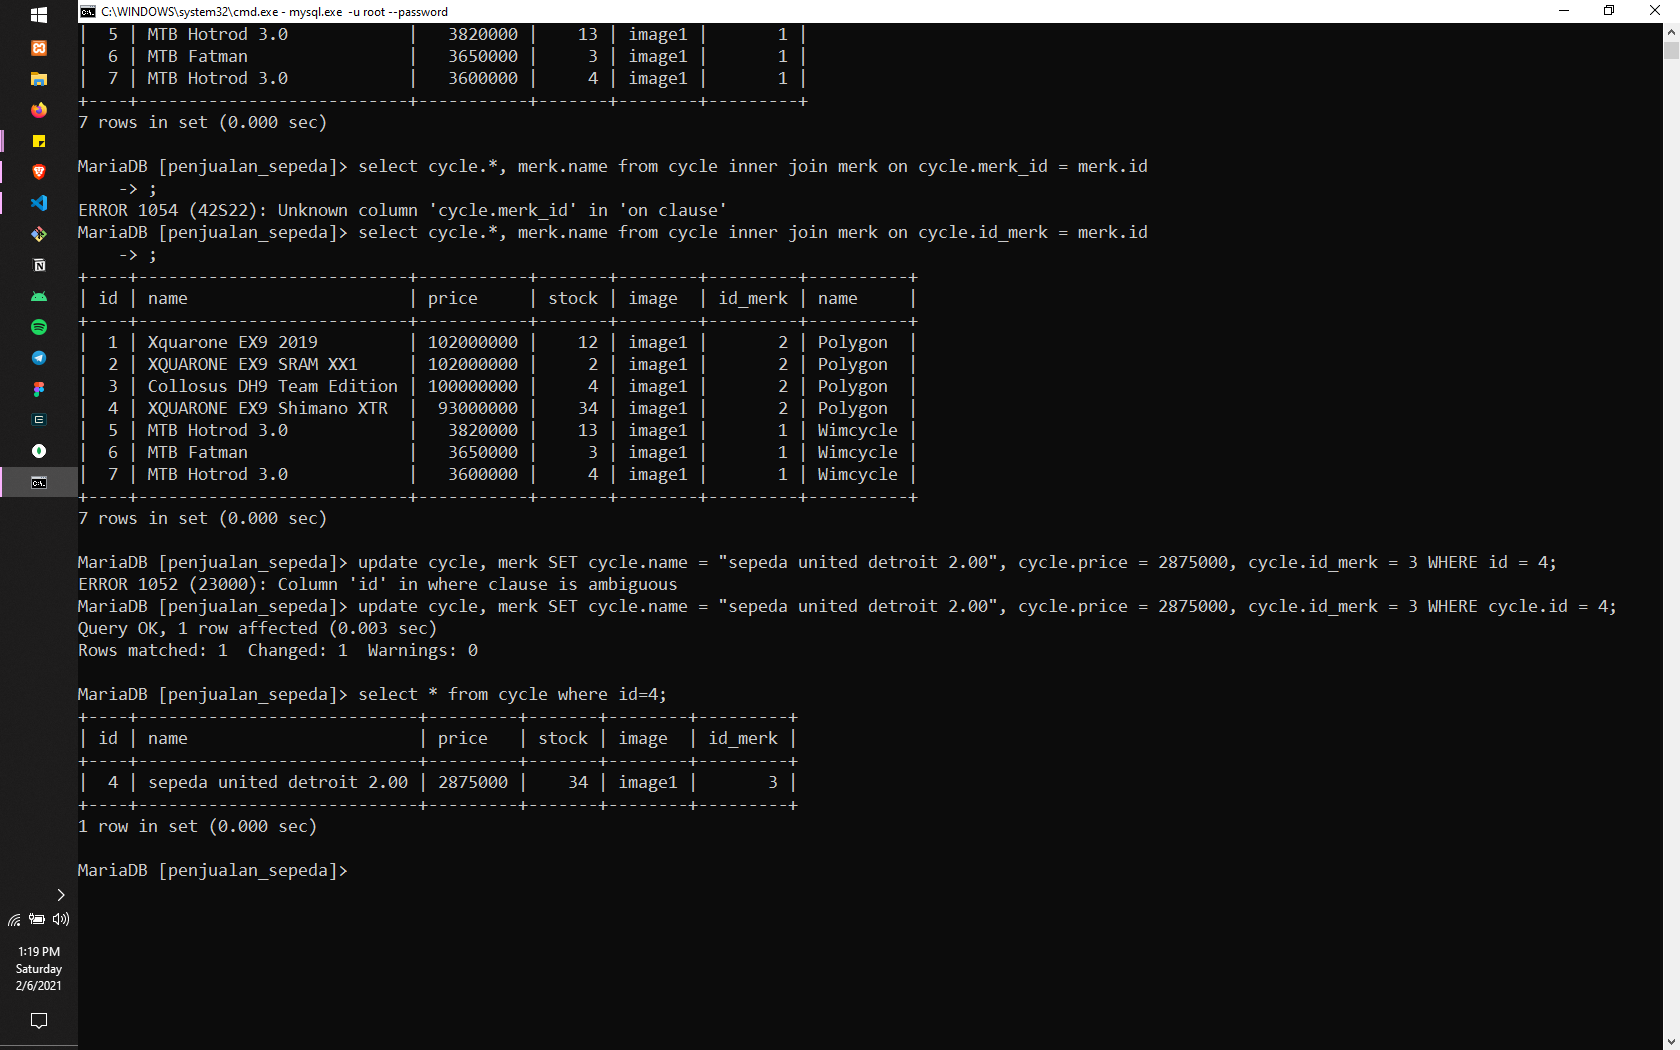 C:\WINDOWS\system32\cmd.exe - mysql.exe  -u root --password
|  5 | MTB Hotrod 3.0            |   3820000 |    13 | image1 |       1 |
|  6 | MTB Fatman                |   3650000 |     3 | image1 |       1 |
|  7 | MTB Hotrod 3.0            |   3600000 |     4 | image1 |       1 |
+----+---------------------------+-----------+-------+--------+---------+
7 rows in set (0.000 sec)
MariaDB [penjualan_sepeda]> select cycle.*, merk.name from cycle inner join merk on cycle.merk_id = merk.id
    -> ;
ERROR 1054 (42S22): Unknown column 'cycle.merk_id' in 'on clause'
MariaDB [penjualan_sepeda]> select cycle.*, merk.name from cycle inner join merk on cycle.id_merk = merk.id
    -> ;
+----+---------------------------+-----------+-------+--------+---------+----------+
| id | name                      | price     | stock | image  | id_merk | name     |
+----+---------------------------+-----------+-------+--------+---------+----------+
|  1 | Xquarone EX9 2019         | 102000000 |    12 | image1 |       2 | Polygon  |
|  2 | XQUARONE EX9 SRAM XX1     | 102000000 |     2 | image1 |       2 | Polygon  |
|  3 | Collosus DH9 Team Edition | 100000000 |     4 | image1 |       2 | Polygon  |
|  4 | XQUARONE EX9 Shimano XTR  |  93000000 |    34 | image1 |       2 | Polygon  |
|  5 | MTB Hotrod 3.0            |   3820000 |    13 | image1 |       1 | Wimcycle |
|  6 | MTB Fatman                |   3650000 |     3 | image1 |       1 | Wimcycle |
|  7 | MTB Hotrod 3.0            |   3600000 |     4 | image1 |       1 | Wimcycle |
+----+---------------------------+-----------+-------+--------+---------+----------+
7 rows in set (0.000 sec)
MariaDB [penjualan_sepeda]> update cycle, merk SET cycle.name = "sepeda united detroit 2.00", cycle.price = 2875000, cycle.id_merk = 3 WHERE id = 4;
ERROR 1052 (23000): Column 'id' in where clause is ambiguous
MariaDB [penjualan_sepeda]> update cycle, merk SET cycle.name = "sepeda united detroit 2.00", cycle.price = 2875000, cycle.id_merk = 3 WHERE cycle.id = 4;
Query OK, 1 row affected (0.003 sec)
Rows matched: 1  Changed: 1  Warnings: 0
MariaDB [penjualan_sepeda]> select * from cycle where id=4;
+----+----------------------------+---------+-------+--------+---------+
| id | name                       | price   | stock | image  | id_merk |
+----+----------------------------+---------+-------+--------+---------+
|  4 | sepeda united detroit 2.00 | 2875000 |    34 | image1 |       3 |
+----+----------------------------+---------+-------+--------+---------+
1 row in set (0.000 sec)
MariaDB [penjualan_sepeda]>
1:19 PM
Saturday
2/6/2021